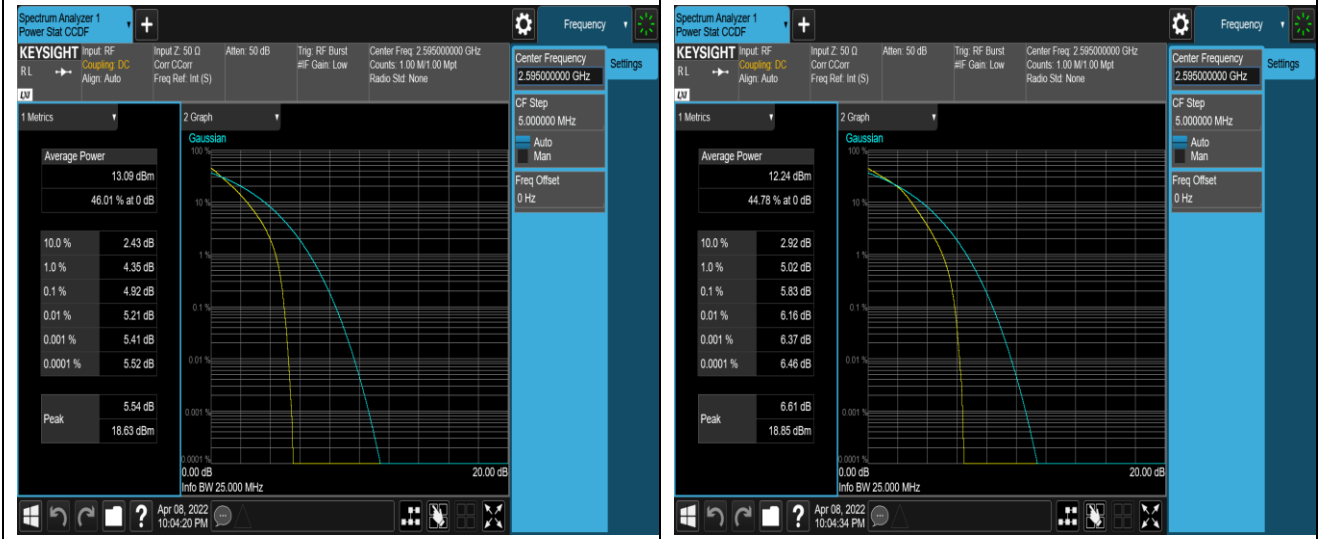 Spectrum Analyzer 1
Power Stat CCDF
Frequency
KEYSIGHT
R L
LXI
Input: RF
Coupling: DC
Align: Auto
Input Z: 50 Ω
Corr CCorr
Freq Ref: Int (S)
Atten: 50 dB
Trig: RF Burst
#IF Gain: Low
Center Freq: 2.595000000 GHz
Counts: 1.00 M/1.00 Mpt
Radio Std: None
Center Frequency
2.595000000 GHz
Settings
CF Step
5.000000 MHz
Auto
Man
Freq Offset
0 Hz
1 Metrics
2 Graph
Average Power
13.09 dBm
46.01 % at 0 dB
10.0 % 2.43 dB
1.0 % 4.35 dB
0.1 % 4.92 dB
0.01 % 5.21 dB
0.001 % 5.41 dB
0.0001 % 5.52 dB
Peak
5.54 dB
18.63 dBm
Gaussian
100 %
10 %
1 %
0.1 %
0.01 %
0.001 %
0.0001 %
0.00 dB 20.00 dB
Info BW 25.000 MHz
?
Apr 08, 2022
10:04:20 PM
Spectrum Analyzer 1
Power Stat CCDF
Frequency
KEYSIGHT
R L
LXI
Input: RF
Coupling: DC
Align: Auto
Input Z: 50 Ω
Corr CCorr
Freq Ref: Int (S)
Atten: 50 dB
Trig: RF Burst
#IF Gain: Low
Center Freq: 2.595000000 GHz
Counts: 1.00 M/1.00 Mpt
Radio Std: None
Center Frequency
2.595000000 GHz
Settings
CF Step
5.000000 MHz
Auto
Man
Freq Offset
0 Hz
1 Metrics
2 Graph
Average Power
12.24 dBm
44.78 % at 0 dB
10.0 % 2.92 dB
1.0 % 5.02 dB
0.1 % 5.83 dB
0.01 % 6.16 dB
0.001 % 6.37 dB
0.0001 % 6.46 dB
Peak
6.61 dB
18.85 dBm
Gaussian
100 %
10 %
1 %
0.1 %
0.01 %
0.001 %
0.0001 %
0.00 dB 20.00 dB
Info BW 25.000 MHz
?
Apr 08, 2022
10:04:34 PM